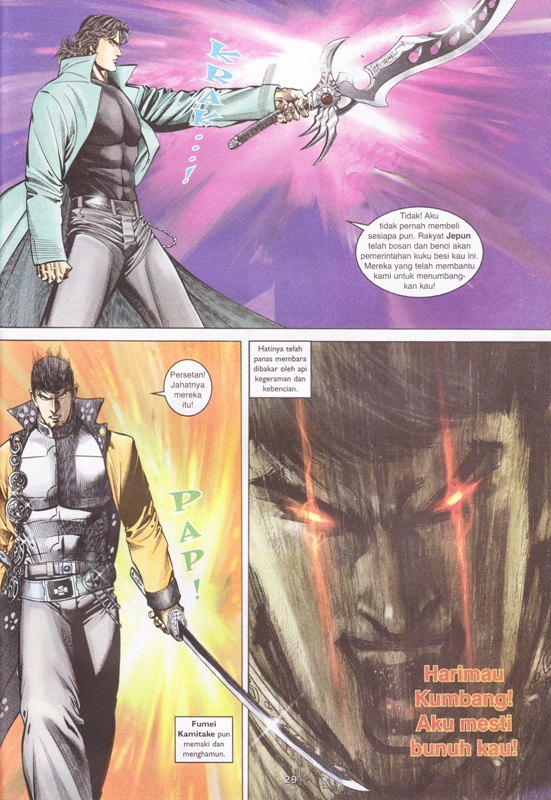 KRAK...!
Tidak! Aku
tidak pernah membeli
sesiapa pun. Rakyat Jepun
telah bosan dan benci akan
pemerintahan kuku besi kau ini.
Mereka yang telah membantu
kami untuk menumbang-
kan kau!
Persetan!
Jahatnya
mereka
itu!
PAP!
Fumei
Kamitake pun
memaki dan
menghamun.
Hatinya telah
panas membara
dibakar oleh api
kegeraman dan
kebencian.
Harimau
Kumbang!
Aku mesti
bunuh kau!
29